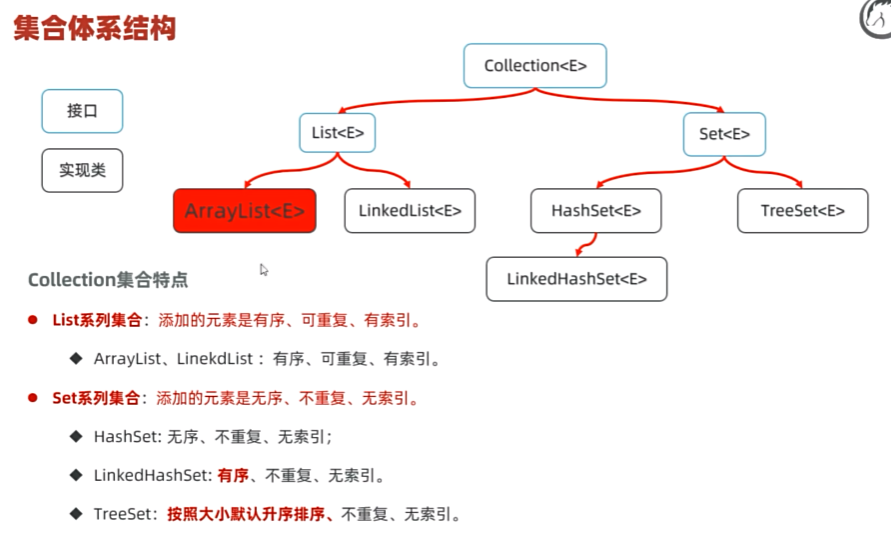 集合体系结构
Collection<E>
接口
List<E>
Set<E>
实现类
ArrayList<E>
LinkedList<E>
HashSet<E>
TreeSet<E>
LinkedHashSet<E>
Collection集合特点
List系列集合：添加的元素是有序、可重复、有索引。
ArrayList、LinekdList ：有序、可重复、有索引。
Set系列集合：添加的元素是无序、不重复、无索引。
HashSet: 无序、不重复、无索引；
LinkedHashSet: 有序、不重复、无索引。
TreeSet：按照大小默认升序排序、不重复、无索引。